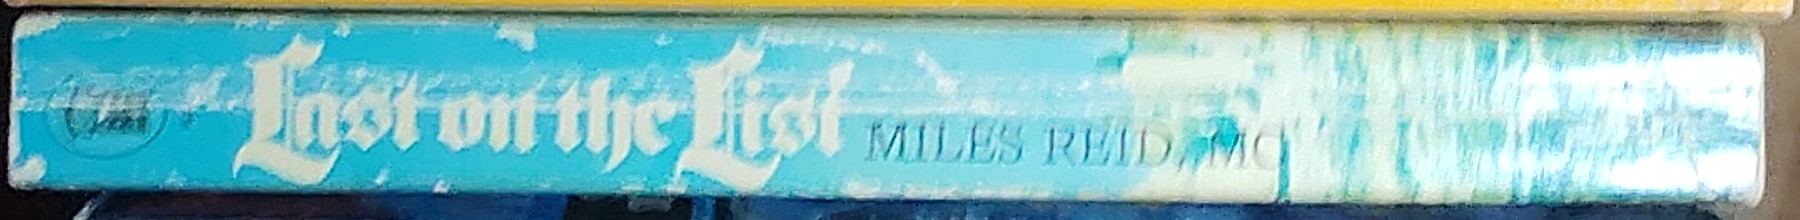 Last on the List MILES REID, MC